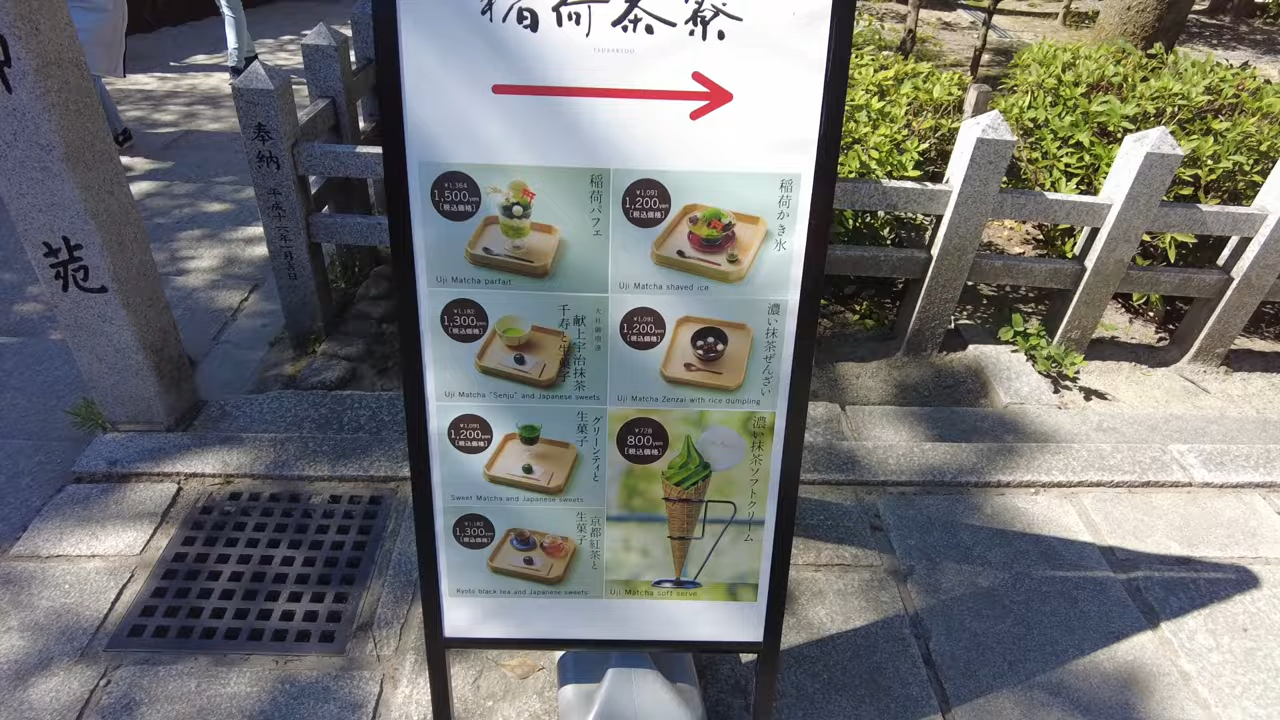 稲荷茶寮
TSUBAKIDO
¥1,364
1,500yen
[税込価格]
稲荷パフェ
Uji Matcha parfait
¥1,091
1,200yen
[税込価格]
稲荷かき氷
Uji Matcha shaved ice
¥1,182
1,300yen
[税込価格]
献上宇治抹茶
千寿と生菓子
Uji Matcha "Senju" and Japanese sweets
¥1,091
1,200yen
[税込価格]
濃い抹茶ぜんざい
Uji Matcha Zenzai with rice dumpling
¥1,091
1,200yen
[税込価格]
グリーンティと
生菓子
Sweet Matcha and Japanese sweets
¥1,182
1,300yen
[税込価格]
京都紅茶と
生菓子
Kyoto black tea and Japanese sweets
¥728
800yen
[税込価格]
濃い抹茶ソフトクリーム
Uji Matcha soft serve
奉納
苑